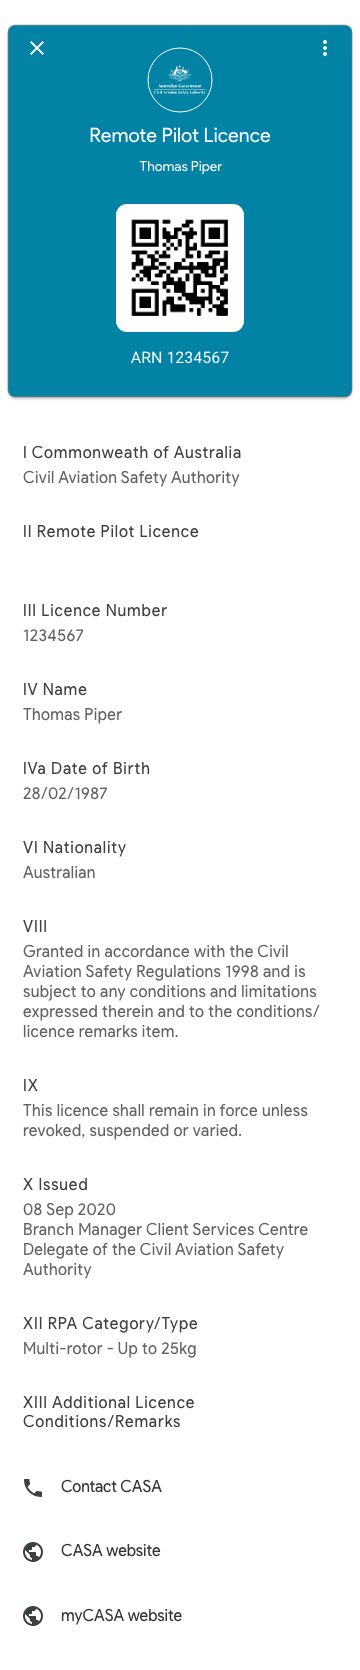 Australian Government
Civil Aviation Safety Authority
Remote Pilot Licence
Thomas Piper
ARN 1234567
I Commonweath of Australia
Civil Aviation Safety Authority
II Remote Pilot Licence
III Licence Number
1234567
IV Name
Thomas Piper
IVa Date of Birth
28/02/1987
VI Nationality
Australian
VIII
Granted in accordance with the Civil
Aviation Safety Regulations 1998 and is
subject to any conditions and limitations
expressed therein and to the conditions/
licence remarks item.
IX
This licence shall remain in force unless
revoked, suspended or varied.
X Issued
08 Sep 2020
Branch Manager Client Services Centre
Delegate of the Civil Aviation Safety
Authority
XII RPA Category/Type
Multi-rotor - Up to 25kg
XIII Additional Licence
Conditions/Remarks
Contact CASA
CASA website
myCASA website